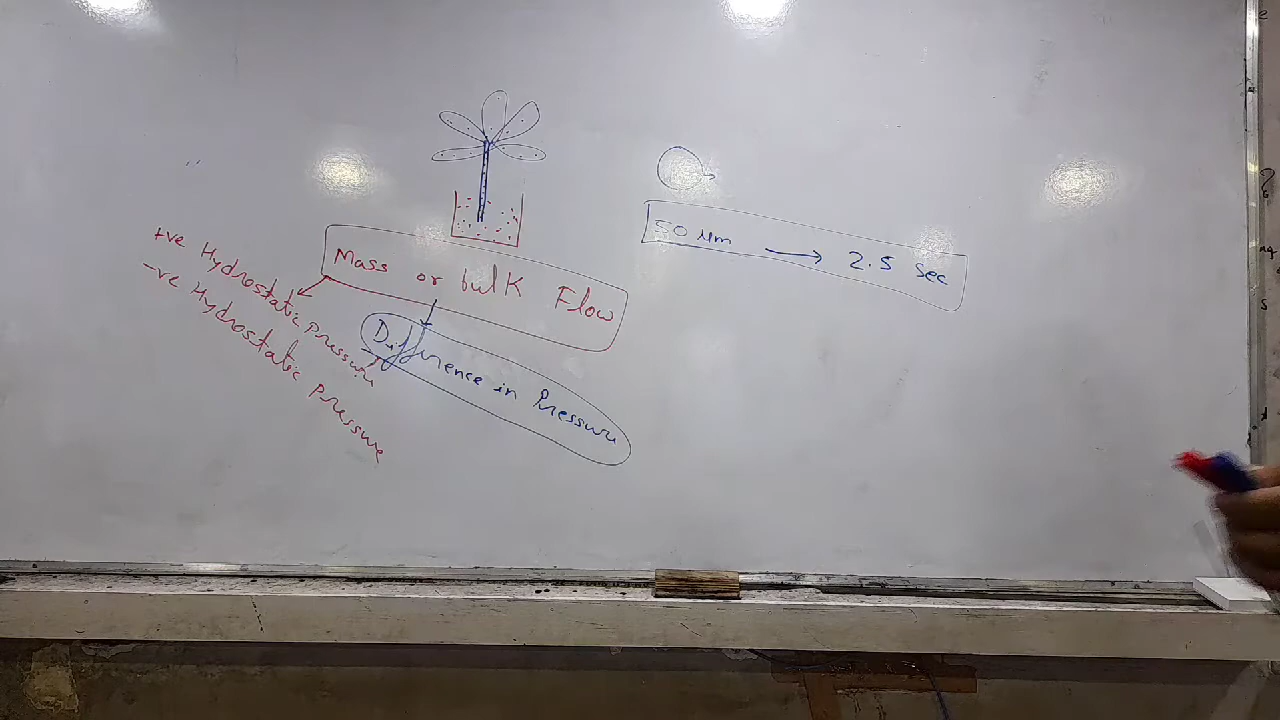 50 μm → 2.5 sec
Mass or bulk Flow
+ve Hydrostatic Pressure
-ve Hydrostatic Pressure
Difference in Pressure